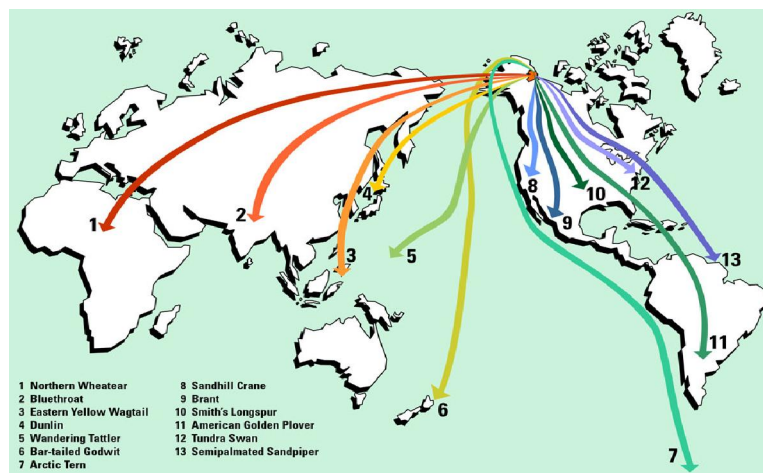 1
2
3
4
5
6
7
8
9
10
11
12
13
1 Northern Wheatear
2 Bluethroat
3 Eastern Yellow Wagtail
4 Dunlin
5 Wandering Tattler
6 Bar-tailed Godwit
7 Arctic Tern
8 Sandhill Crane
9 Brant
10 Smith's Longspur
11 American Golden Plover
12 Tundra Swan
13 Semipalmated Sandpiper